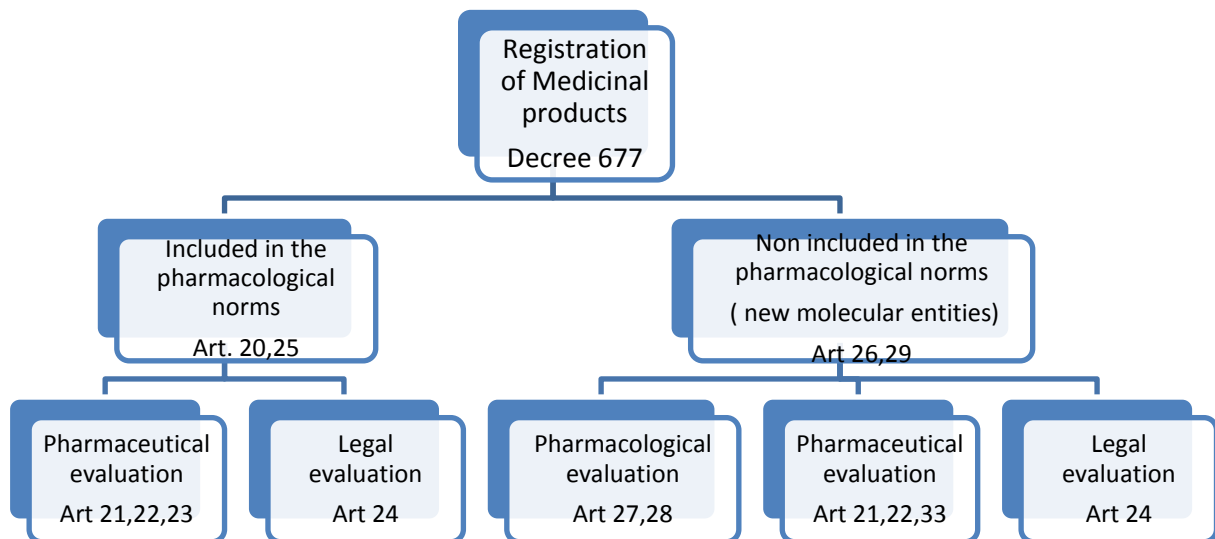 Registration
of Medicinal
products
Decree 677
Included in the
pharmacological
norms
Art. 20,25
Non included in the
pharmacological norms
( new molecular entities)
Art 26,29
Pharmaceutical
evaluation
Art 21,22,23
Legal
evaluation
Art 24
Pharmacological
evaluation
Art 27,28
Pharmaceutical
evaluation
Art 21,22,33
Legal
evaluation
Art 24